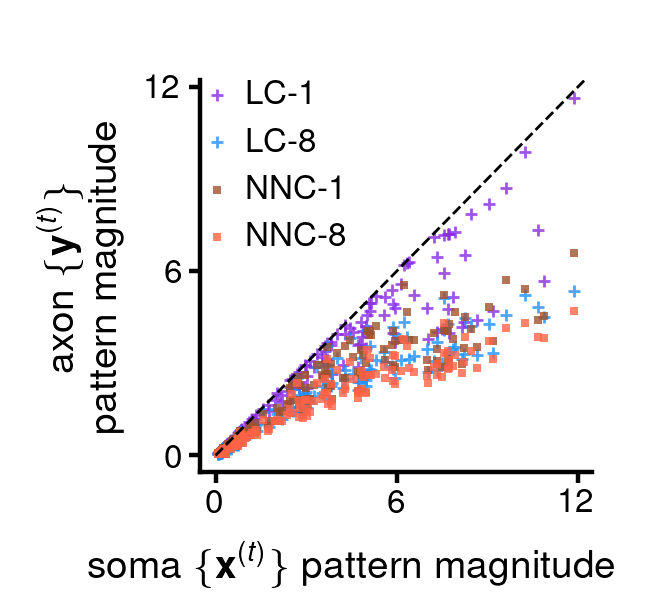 12
LC-1
LC-8
NNC-1
NNC-8
6
0
axon {𝐲^(t)}
pattern magnitude
0 6 12
soma {𝐱^(t)} pattern magnitude